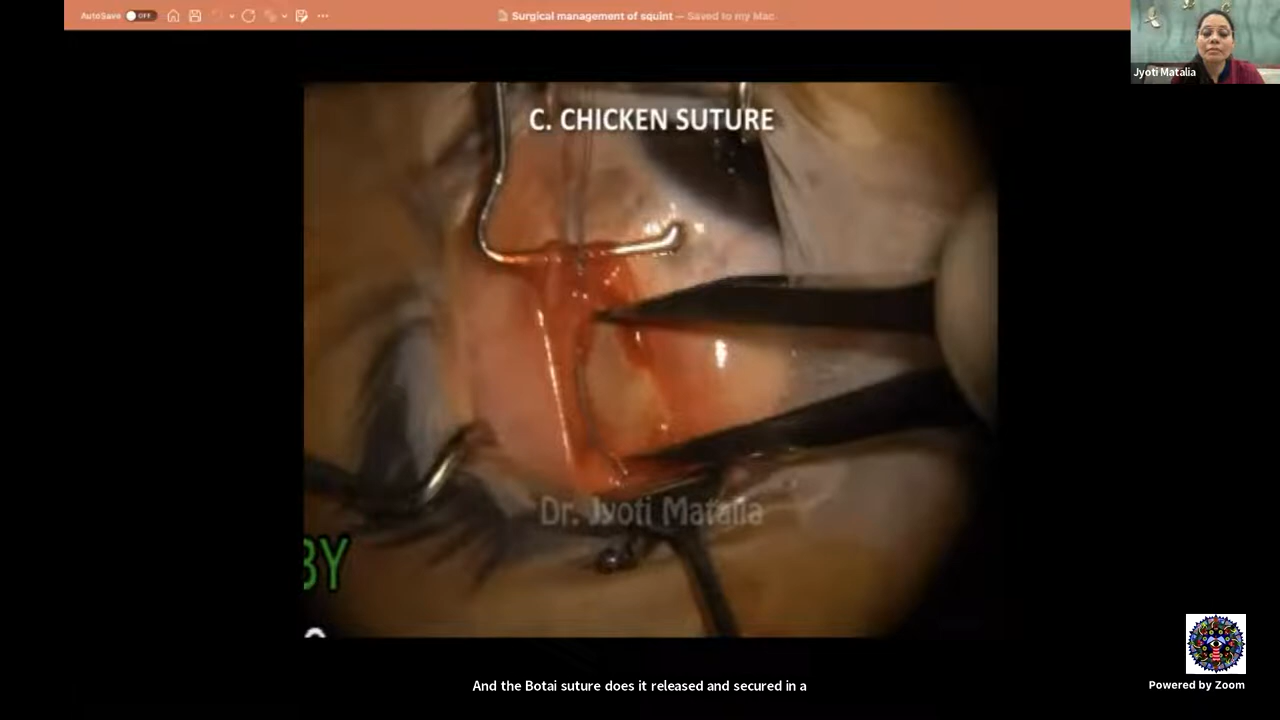 AutoSave OFF
Surgical management of squint — Saved to my Mac
Jyoti Matalia
C. CHICKEN SUTURE
Dr. Jyoti Matalia
BY
And the Botai suture does it released and secured in a
Powered by Zoom